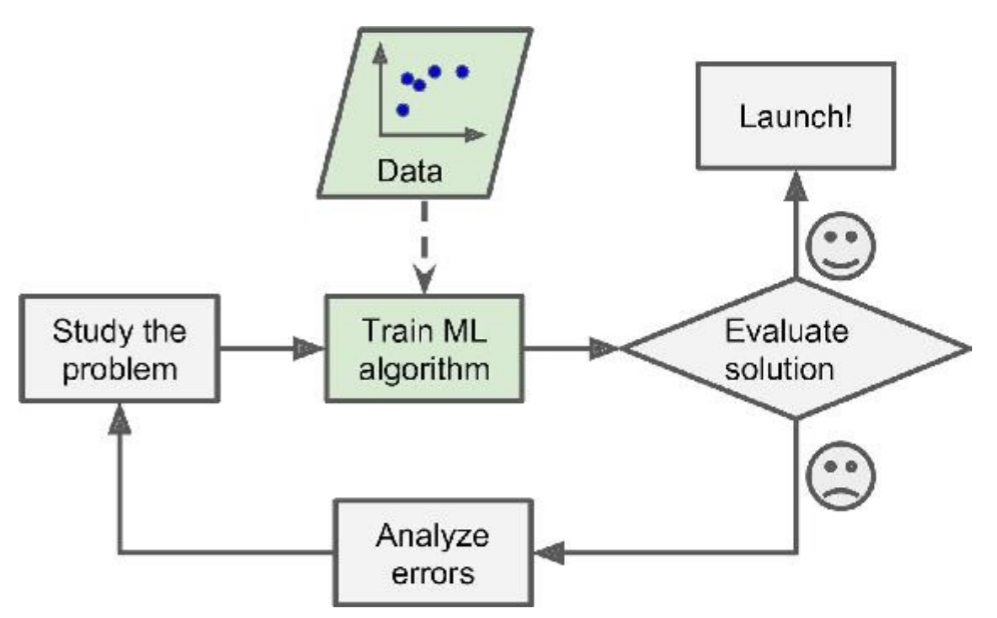 Data
Launch!
Study the
problem
Train ML
algorithm
Evaluate
solution
Analyze
errors